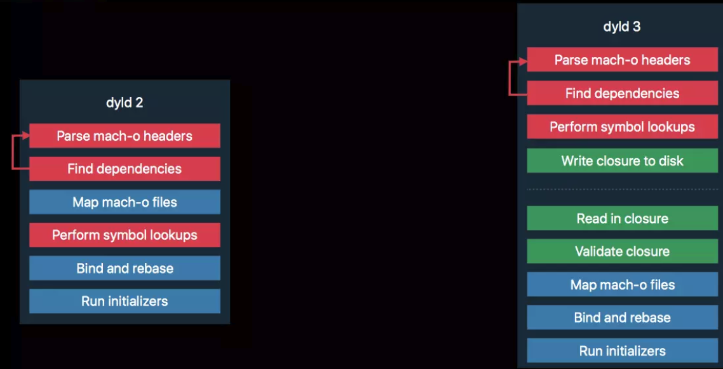 dyld 2
Parse mach-o headers
Find dependencies
Map mach-o files
Perform symbol lookups
Bind and rebase
Run initializers
dyld 3
Parse mach-o headers
Find dependencies
Perform symbol lookups
Write closure to disk
Read in closure
Validate closure
Map mach-o files
Bind and rebase
Run initializers